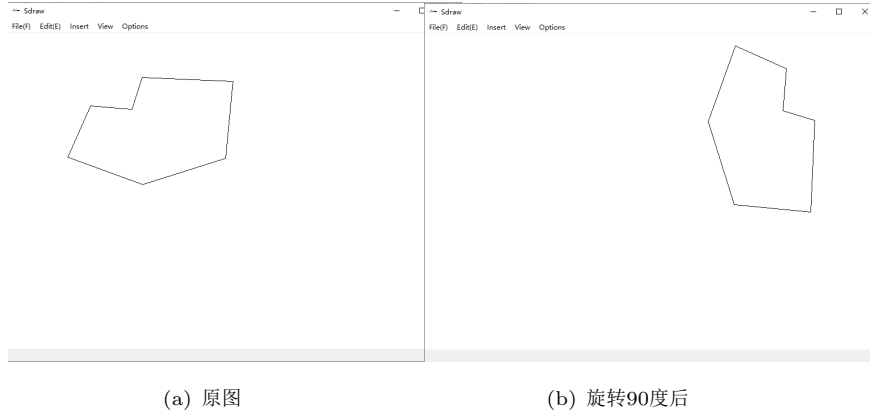 Sdraw
File(F) Edit(E) Insert View Options
Sdraw
File(F) Edit(E) Insert View Options
(a) 原图
(b) 旋转90度后